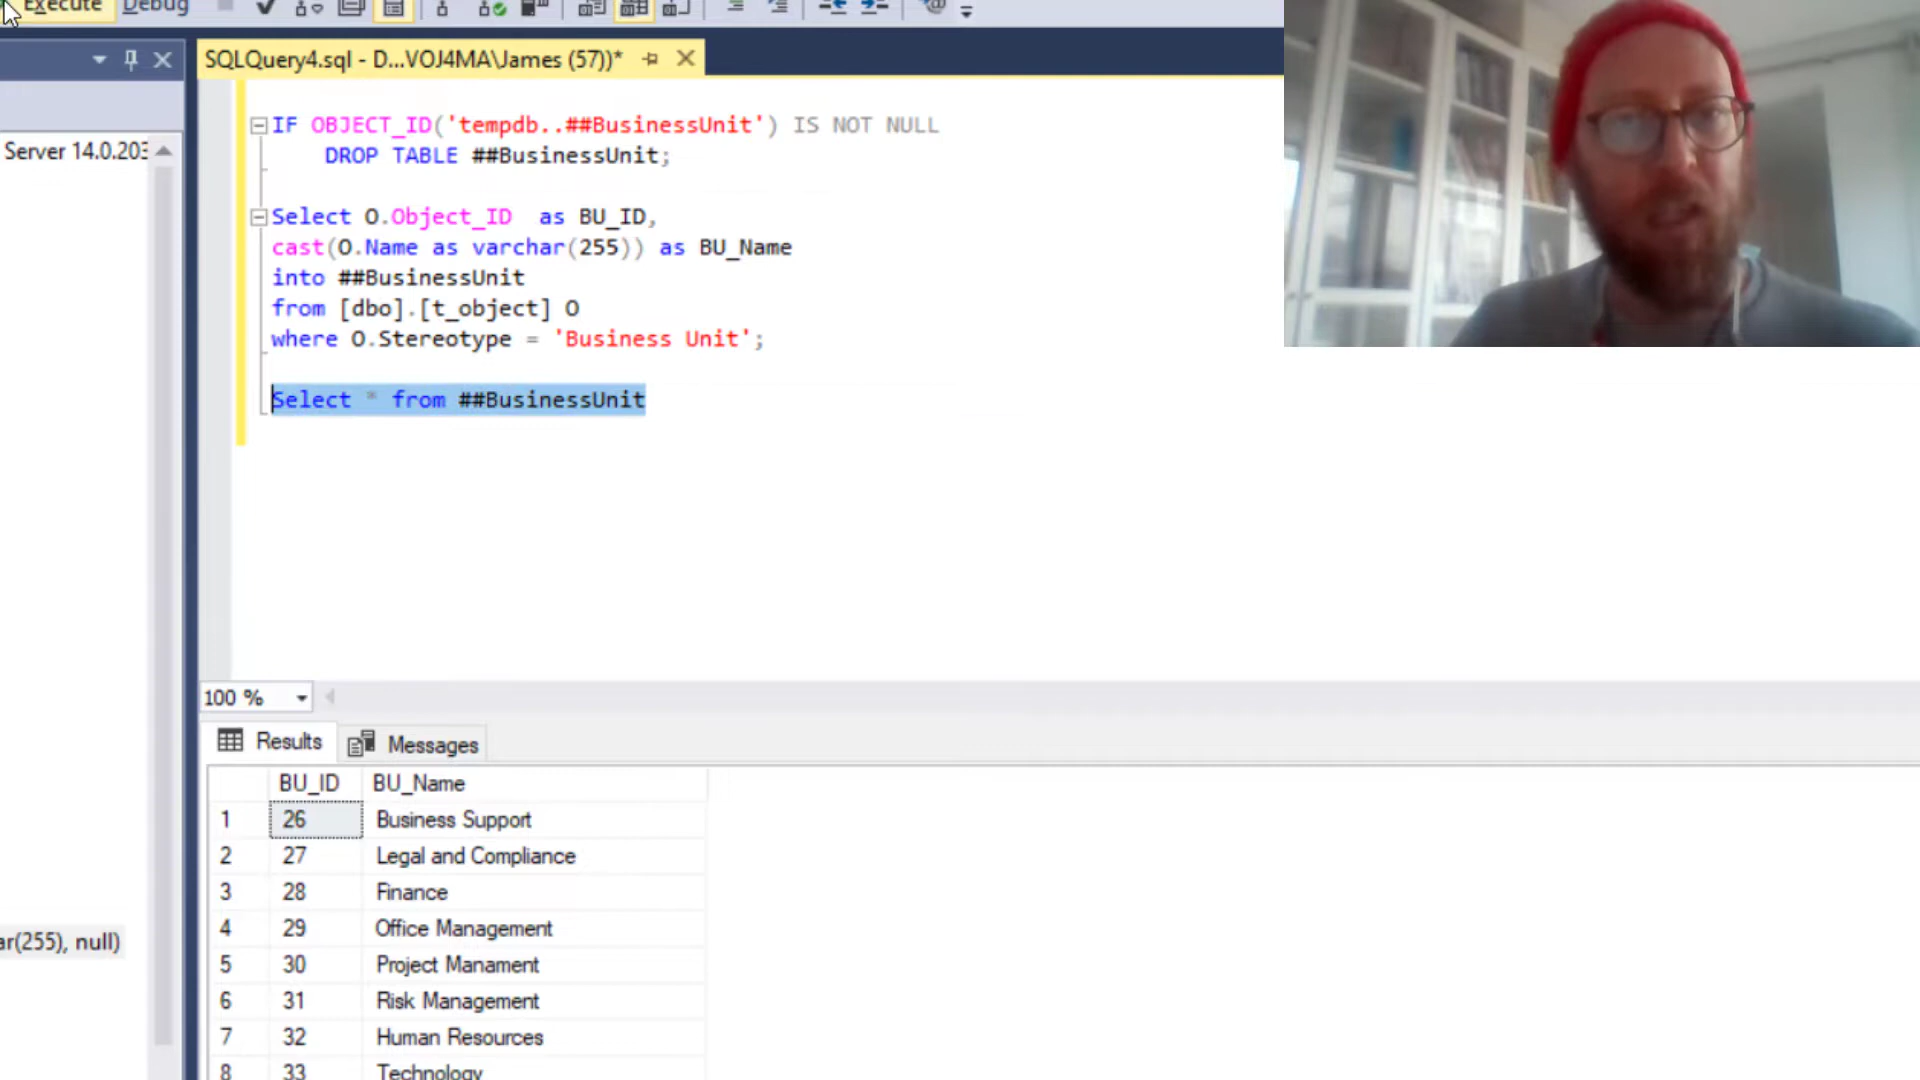 Execute Debug
SQLQuery4.sql - D...VOJ4MA\James (57))*
Server 14.0.203
IF OBJECT_ID('tempdb..##BusinessUnit') IS NOT NULL
DROP TABLE ##BusinessUnit;
Select O.Object_ID as BU_ID,
cast(O.Name as varchar(255)) as BU_Name
into ##BusinessUnit
from [dbo].[t_object] O
where O.Stereotype = 'Business Unit';
Select * from ##BusinessUnit
100 %
Results Messages
BU_ID BU_Name
1 26 Business Support
2 27 Legal and Compliance
3 28 Finance
4 29 Office Management
ar(255), null)
5 30 Project Manament
6 31 Risk Management
7 32 Human Resources
8 33 Technology